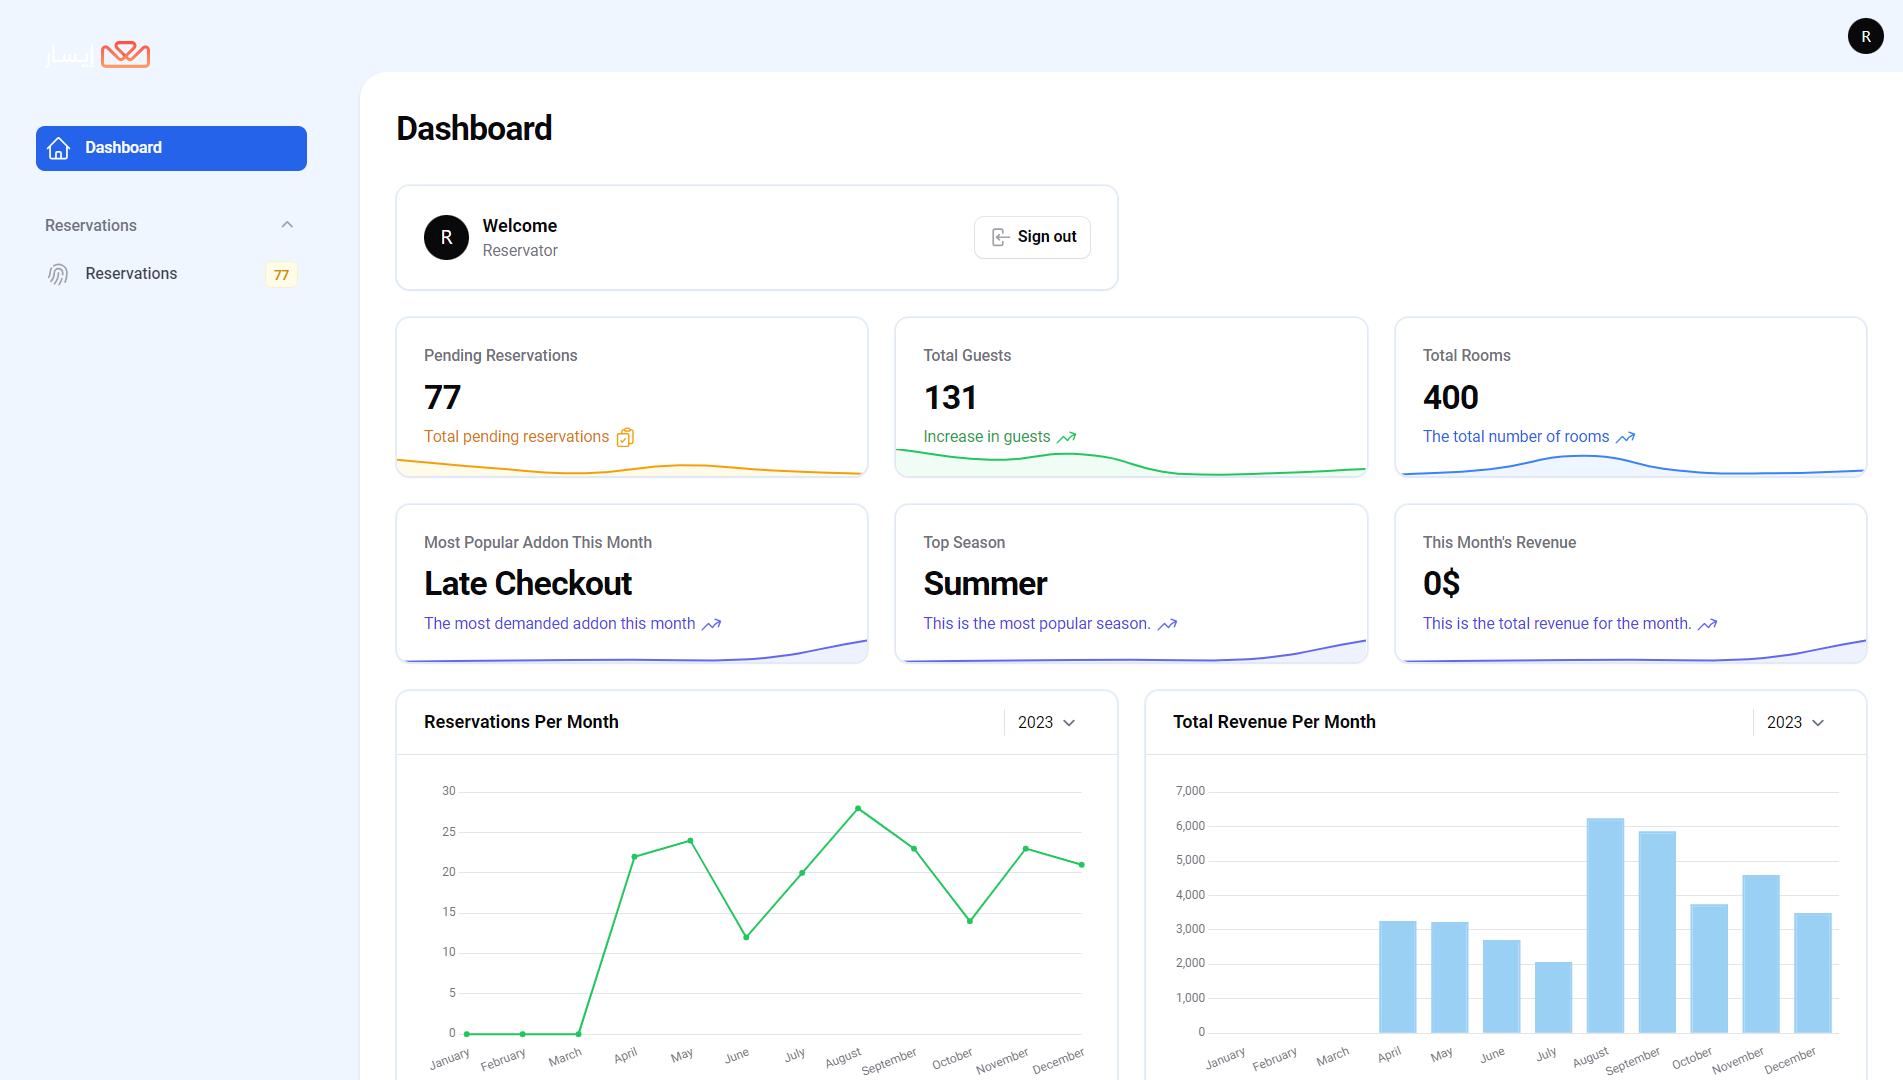 إيسار
R
Dashboard
Reservations
Reservations 77
Dashboard
R
Welcome
Reservator
Sign out
Pending Reservations
77
Total pending reservations
Total Guests
131
Increase in guests
Total Rooms
400
The total number of rooms
Most Popular Addon This Month
Late Checkout
The most demanded addon this month
Top Season
Summer
This is the most popular season.
This Month's Revenue
0$
This is the total revenue for the month.
Reservations Per Month
2023
30
25
20
15
10
5
0
January February March April May June July August September October November December
Total Revenue Per Month
2023
7,000
6,000
5,000
4,000
3,000
2,000
1,000
0
January February March April May June July August September October November December